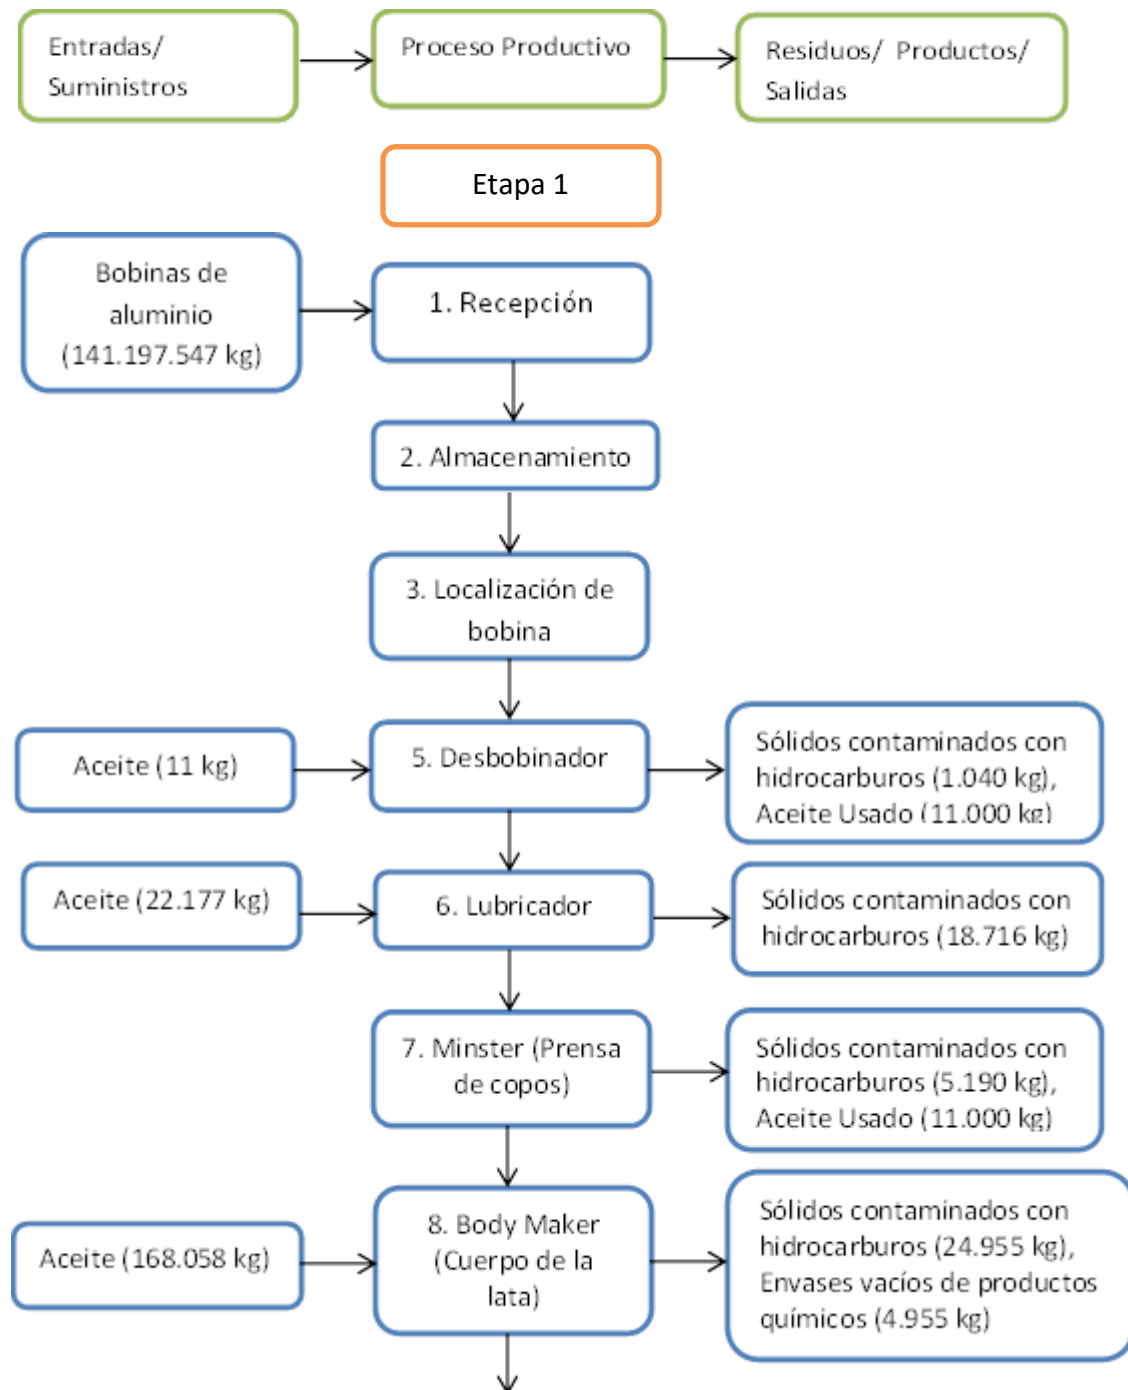 Entradas/
Suministros
Proceso Productivo
Residuos/ Productos/
Salidas
Etapa 1
Bobinas de
aluminio
(141.197.547 kg)
1. Recepción
2. Almacenamiento
3. Localización de
bobina
Aceite (11 kg)
5. Desbobinador
Sólidos contaminados con
hidrocarburos (1.040 kg),
Aceite Usado (11.000 kg)
Aceite (22.177 kg)
6. Lubricador
Sólidos contaminados con
hidrocarburos (18.716 kg)
7. Minster (Prensa
de copos)
Sólidos contaminados con
hidrocarburos (5.190 kg),
Aceite Usado (11.000 kg)
Aceite (168.058 kg)
8. Body Maker
(Cuerpo de la
lata)
Sólidos contaminados con
hidrocarburos (24.955 kg),
Envases vacíos de productos
químicos (4.955 kg)